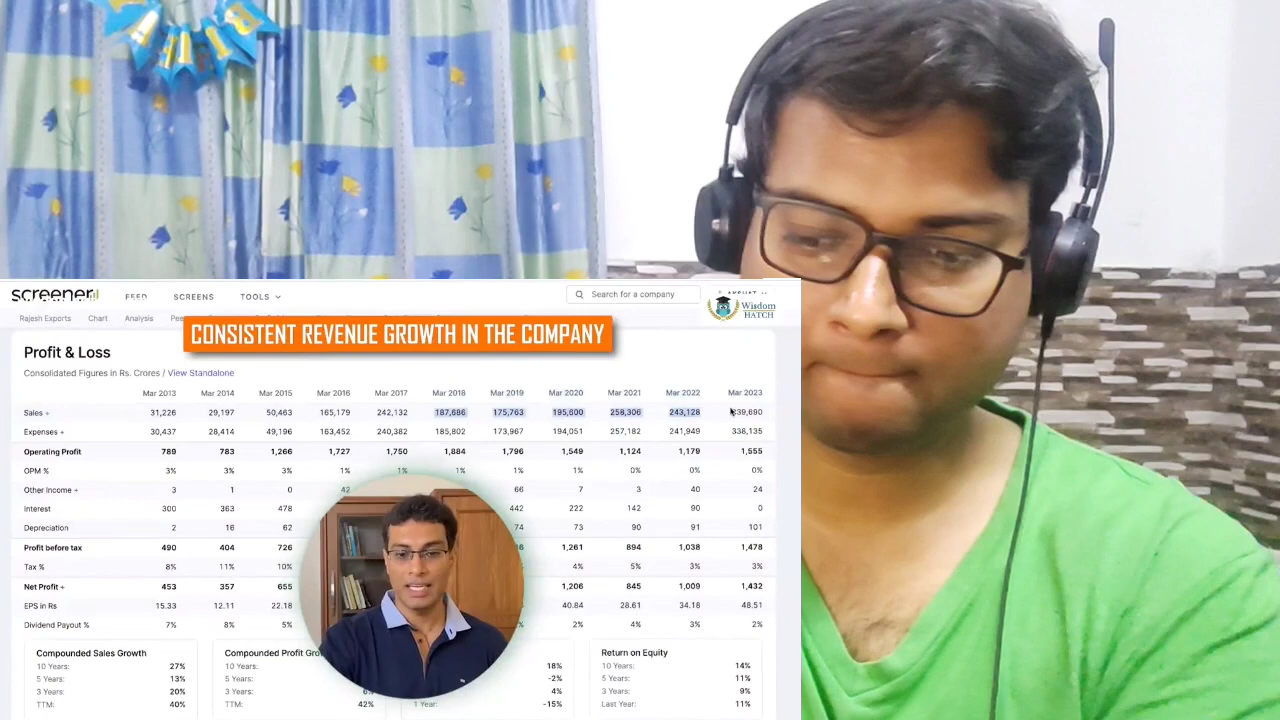 screener
FEED SCREENS TOOLS
Search for a company
AKSHAT
Wisdom
HATCH
Rajesh Exports Chart Analysis
CONSISTENT REVENUE GROWTH IN THE COMPANY
Profit & Loss
Consolidated Figures in Rs. Crores / View Standalone
Mar 2013 Mar 2014 Mar 2015 Mar 2016 Mar 2017 Mar 2018 Mar 2019 Mar 2020 Mar 2021 Mar 2022 Mar 2023
Sales + 31,226 29,197 50,463 165,179 242,132 187,686 175,763 195,600 258,306 243,128 339,690
Expenses + 30,437 28,414 49,196 163,452 240,382 185,802 173,967 194,051 257,182 241,949 338,135
Operating Profit 789 783 1,266 1,727 1,750 1,884 1,796 1,549 1,124 1,179 1,555
OPM % 3% 3% 3% 1% 1% 1% 1% 1% 0% 0% 0%
Other Income + 3 1 0 42 66 7 3 40 24
Interest 300 363 478 442 222 142 90 0
Depreciation 2 16 62 74 73 90 91 101
Profit before tax 490 404 726 1,261 894 1,038 1,478
Tax % 8% 11% 10% 4% 5% 3% 3%
Net Profit + 453 357 655 1,206 845 1,009 1,432
EPS in Rs 15.33 12.11 22.18 40.84 28.61 34.18 48.51
Dividend Payout % 7% 8% 5% 2% 4% 3% 2%
Compounded Sales Growth
10 Years: 27%
5 Years: 13%
3 Years: 20%
TTM: 40%
Compounded Profit
10 Years:
5 Years:
3 Years:
TTM: 42%
18%
-2%
4%
1 Year: -15%
Return on Equity
10 Years: 14%
5 Years: 11%
3 Years: 9%
Last Year: 11%